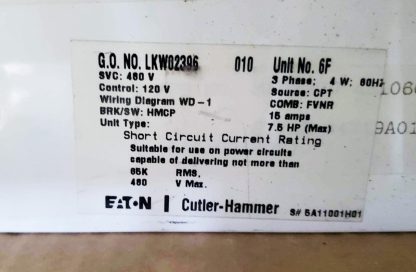 G.O. NO. LKW02396 010 Unit No. 6F
SVC: 480 V 3 Phase; 4 W; 60HZ
Control: 120 V Source: CPT
Wiring Diagram WD-1 COMB: FVNR
BRK/SW: HMCP 15 amps
Unit Type: 7.5 HP (Max)
Short Circuit Current Rating
Suitable for use on power circuits
capable of delivering not more than
65K RMS,
480 V Max.
EATON | Cutler-Hammer S# 5A11001H01